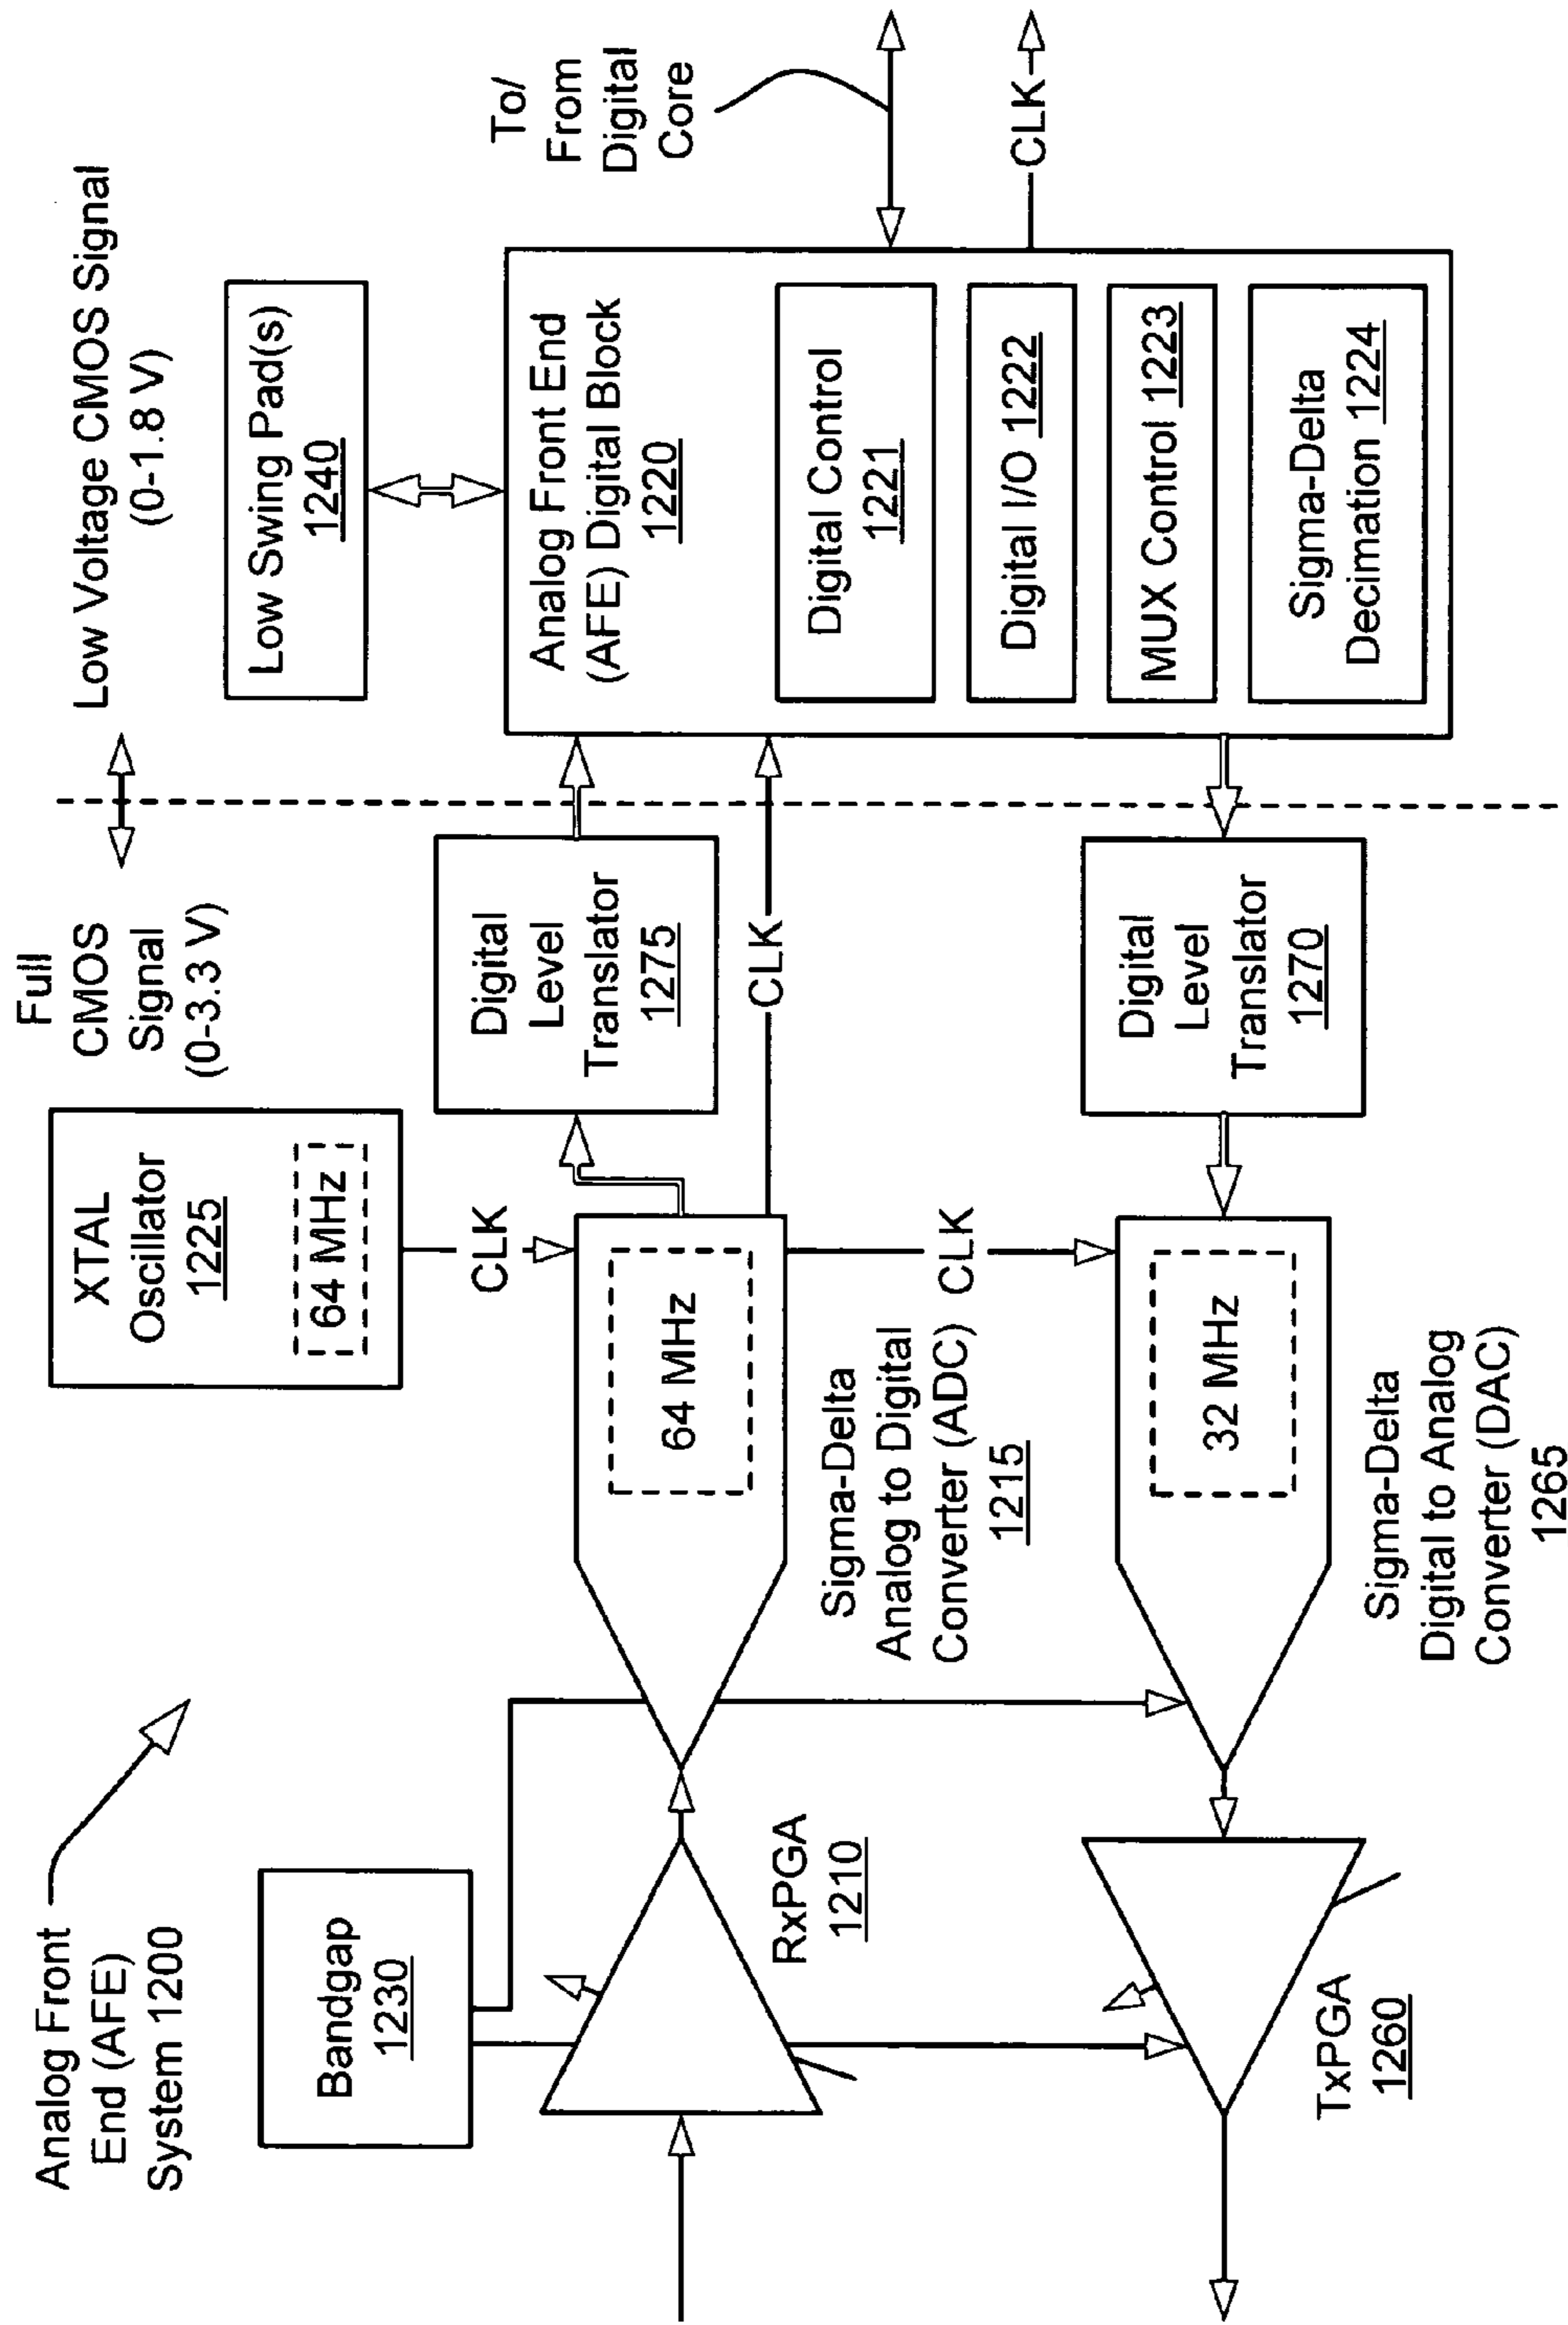 Analog Front
End (AFE)
System 1200
Bandgap
1230
RxPGA
1210
TxPGA
1260
XTAL
Oscillator
1225
64 MHz
CLK
64 MHz
Sigma-Delta
Analog to Digital
Converter (ADC)
1215
CLK
32 MHz
Sigma-Delta
Digital to Analog
Converter (DAC)
1265
Full
CMOS
Signal
(0-3.3 V)
Digital
Level
Translator
1275
CLK
Digital
Level
Translator
1270
Low Voltage CMOS Signal
(0-1.8 V)
Low Swing Pad(s)
1240
Analog Front End
(AFE) Digital Block
1220
Digital Control
1221
Digital I/O 1222
MUX Control 1223
Sigma-Delta
Decimation 1224
To/
From
Digital
Core
CLK